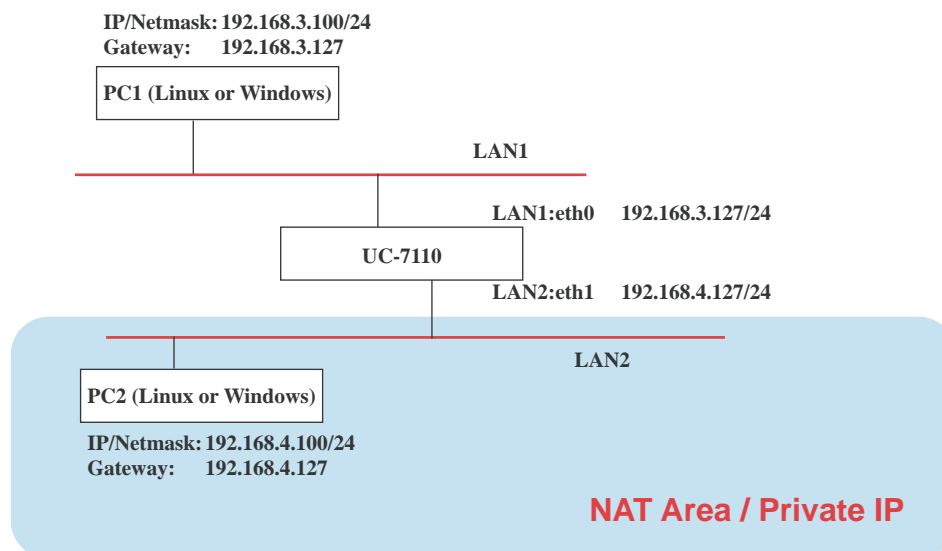 IP/Netmask: 192.168.3.100/24
Gateway: 192.168.3.127
PC1 (Linux or Windows)
LAN1
LAN1:eth0 192.168.3.127/24
UC-7110
LAN2:eth1 192.168.4.127/24
LAN2
PC2 (Linux or Windows)
IP/Netmask: 192.168.4.100/24
Gateway: 192.168.4.127
NAT Area / Private IP